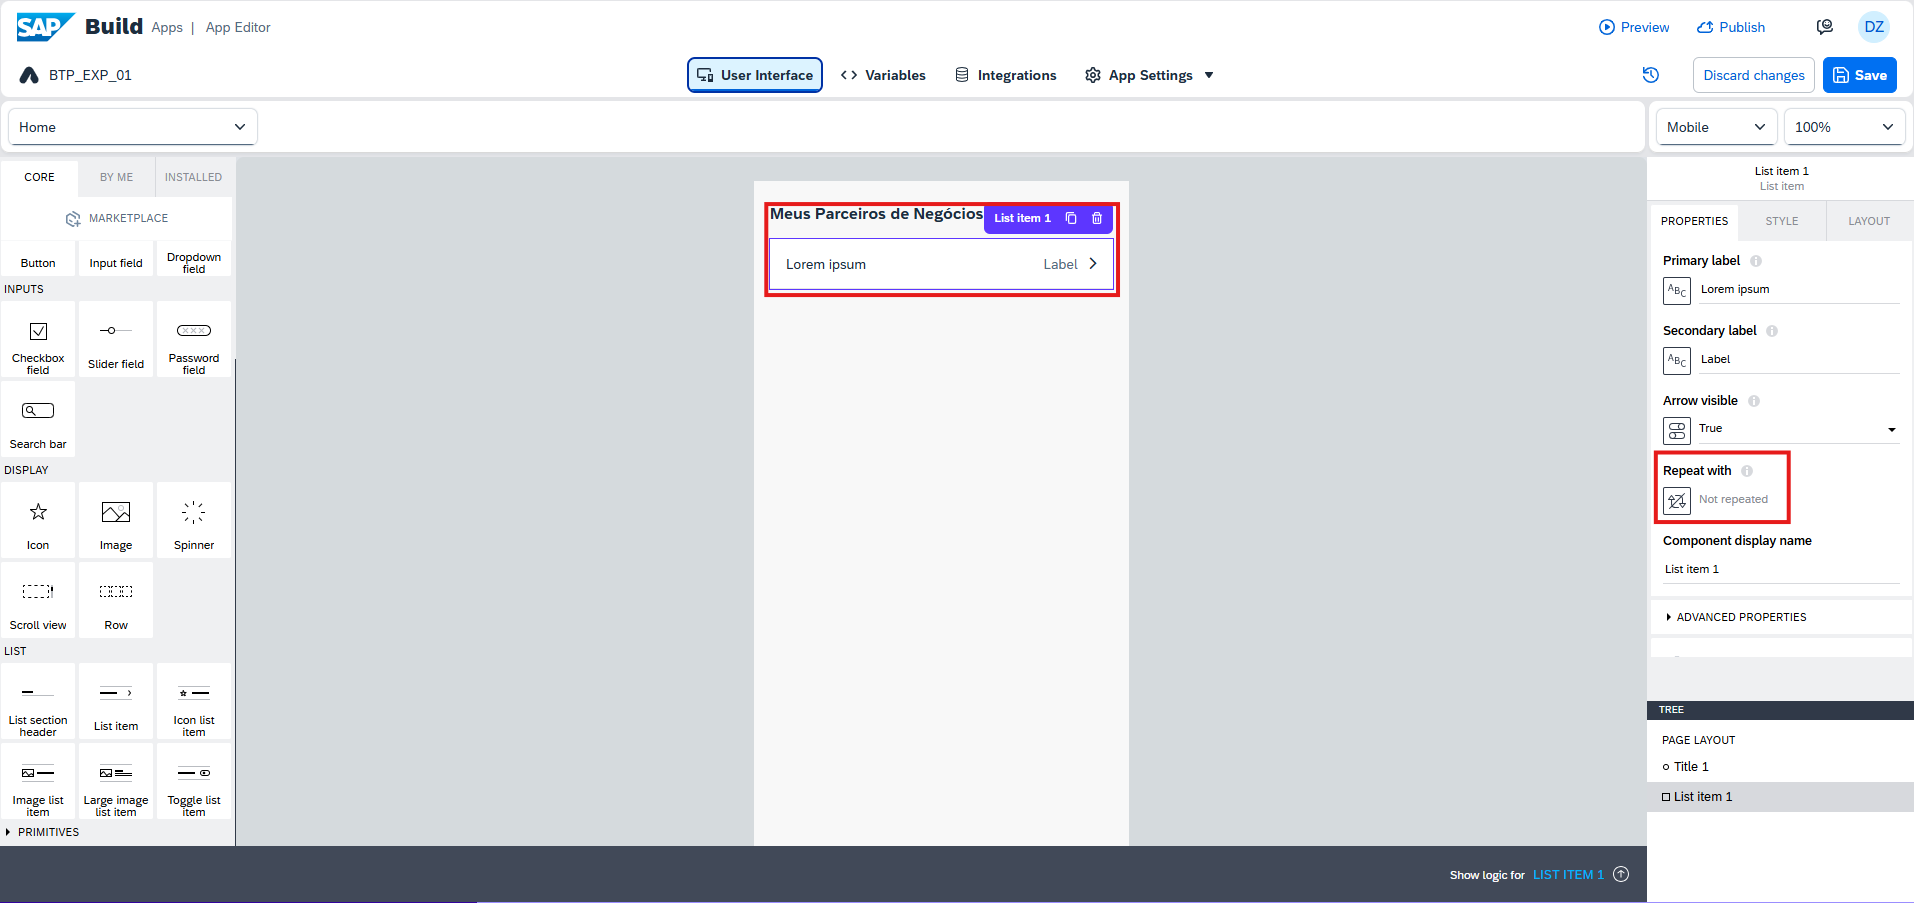 SAP Build Apps | App Editor
Preview
Publish
DZ
BTP_EXP_01
User Interface
Variables
Integrations
App Settings
Discard changes
Save
Home
Mobile
100%
CORE
BY ME
INSTALLED
MARKETPLACE
Button
Input field
Dropdown
field
INPUTS
Checkbox
field
Slider field
Password
field
Search bar
DISPLAY
Icon
Image
Spinner
Scroll view
Row
LIST
List section
header
List item
Icon list
item
Image list
item
Large image
list item
Toggle list
item
PRIMITIVES
Meus Parceiros de Negócios
List item 1
Lorem ipsum
Label
Show logic for LIST ITEM 1
List item 1
List item
PROPERTIES
STYLE
LAYOUT
Primary label
ABC
Lorem ipsum
Secondary label
ABC
Label
Arrow visible
True
Repeat with
Not repeated
Component display name
List item 1
ADVANCED PROPERTIES
TREE
PAGE LAYOUT
Title 1
List item 1